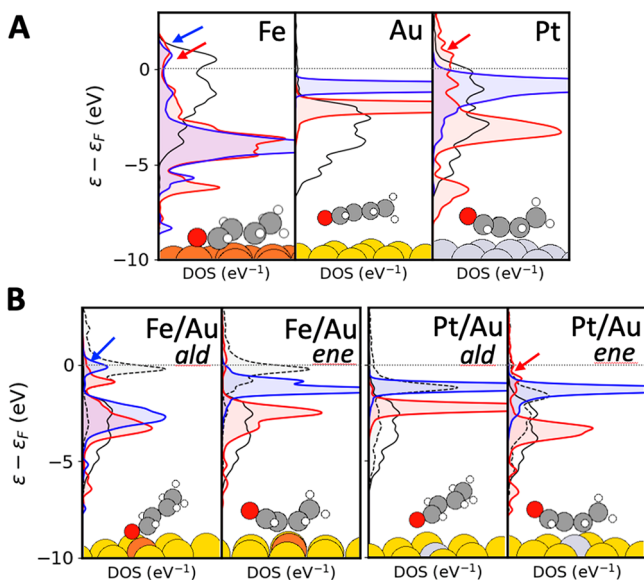 A
Fe
Au
Pt
ε − εF (eV)
0
−5
−10
DOS (eV⁻¹)
DOS (eV⁻¹)
DOS (eV⁻¹)
B
Fe/Au
ald
Fe/Au
ene
Pt/Au
ald
Pt/Au
ene
ε − εF (eV)
0
−5
−10
DOS (eV⁻¹)
DOS (eV⁻¹)
DOS (eV⁻¹)
DOS (eV⁻¹)